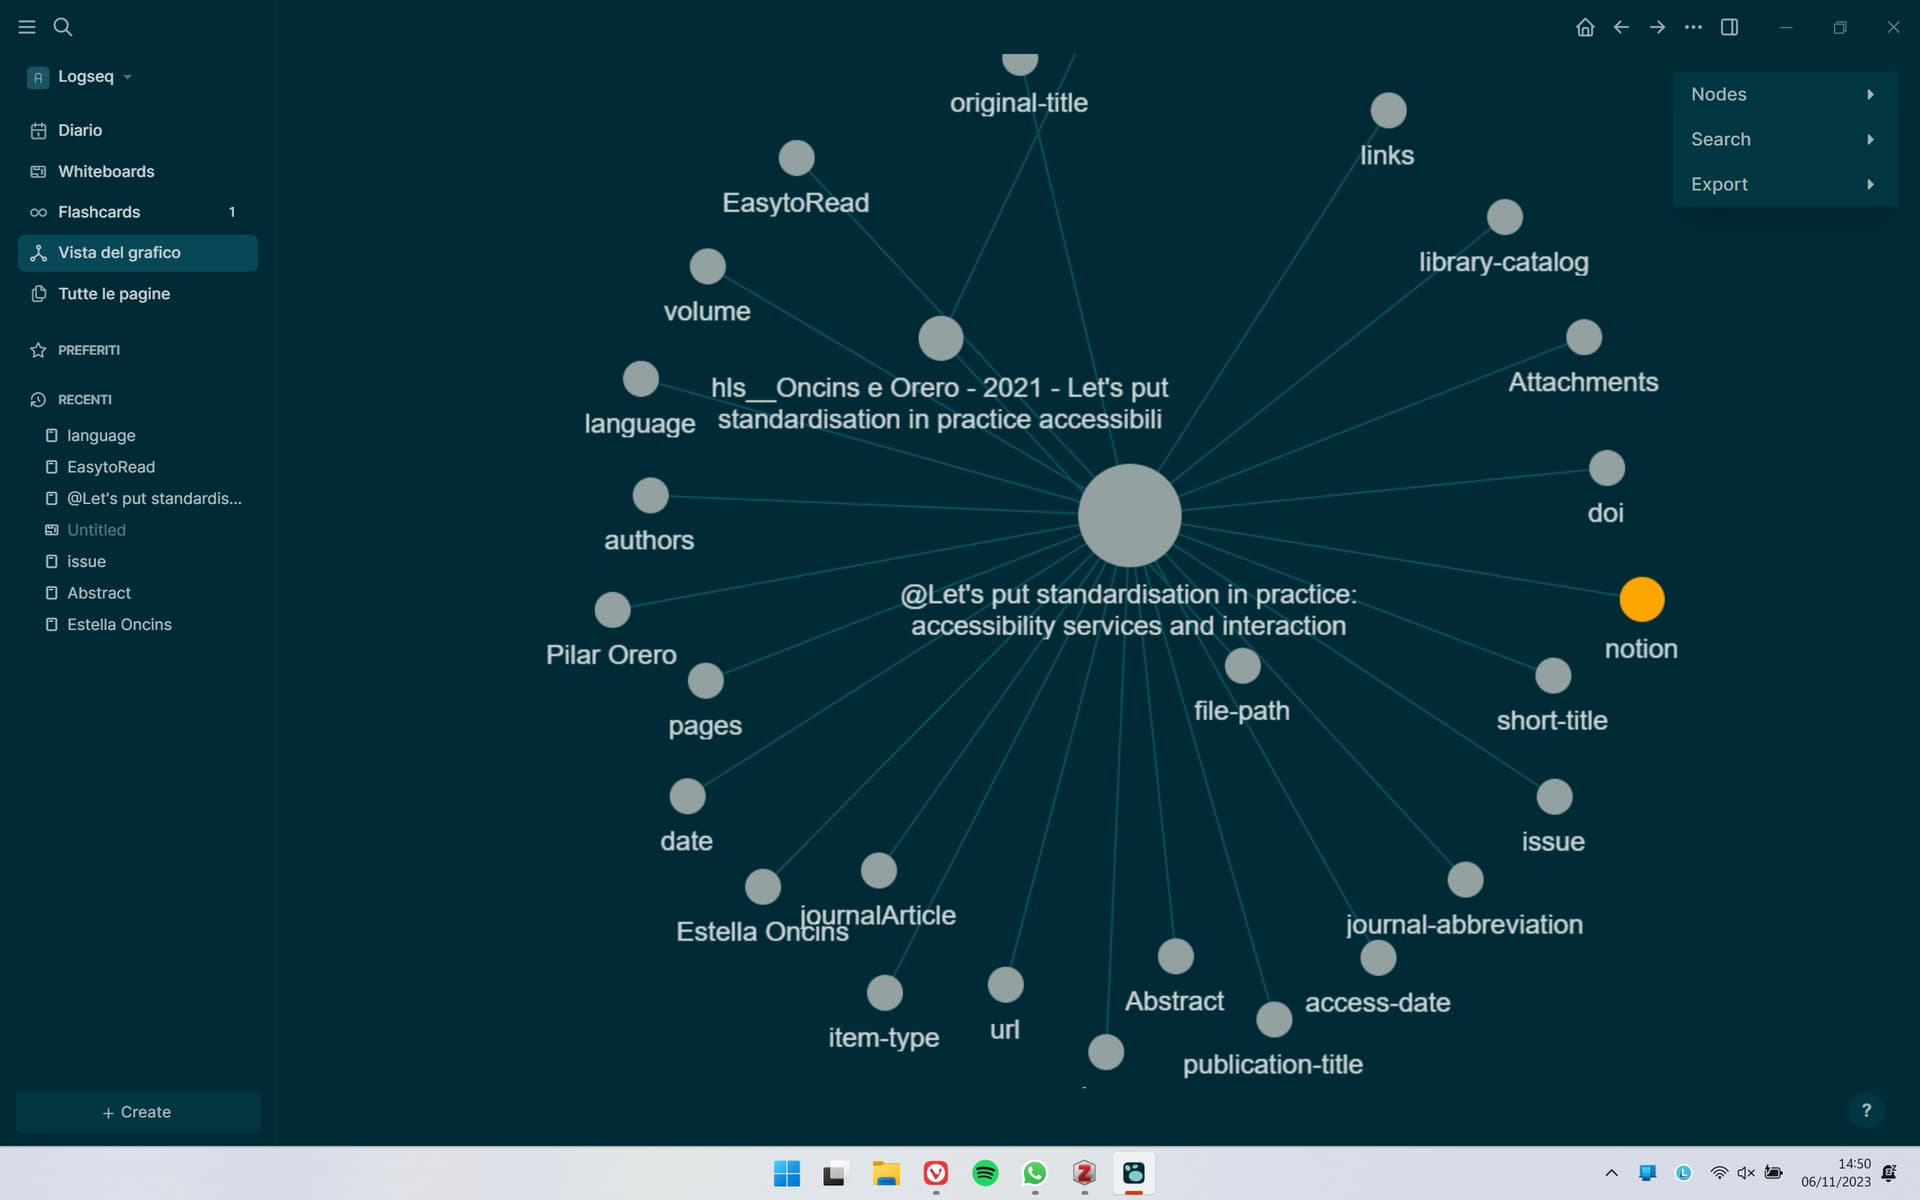 Logseq
Diario
Whiteboards
Flashcards 1
Vista del grafico
Tutte le pagine
PREFERITI
RECENTI
language
EasytoRead
@Let's put standardis...
Untitled
issue
Abstract
Estella Oncins
+ Create
Nodes
Search
Export
original-title
links
EasytoRead
library-catalog
volume
Attachments
hls__Oncins e Orero - 2021 - Let's put
standardisation in practice accessibili
language
doi
authors
@Let's put standardisation in practice:
accessibility services and interaction
notion
Pilar Orero
file-path
short-title
pages
date
issue
journalArticle
Estella Oncins
journal-abbreviation
Abstract
access-date
item-type
url
publication-title
?
14:50
06/11/2023